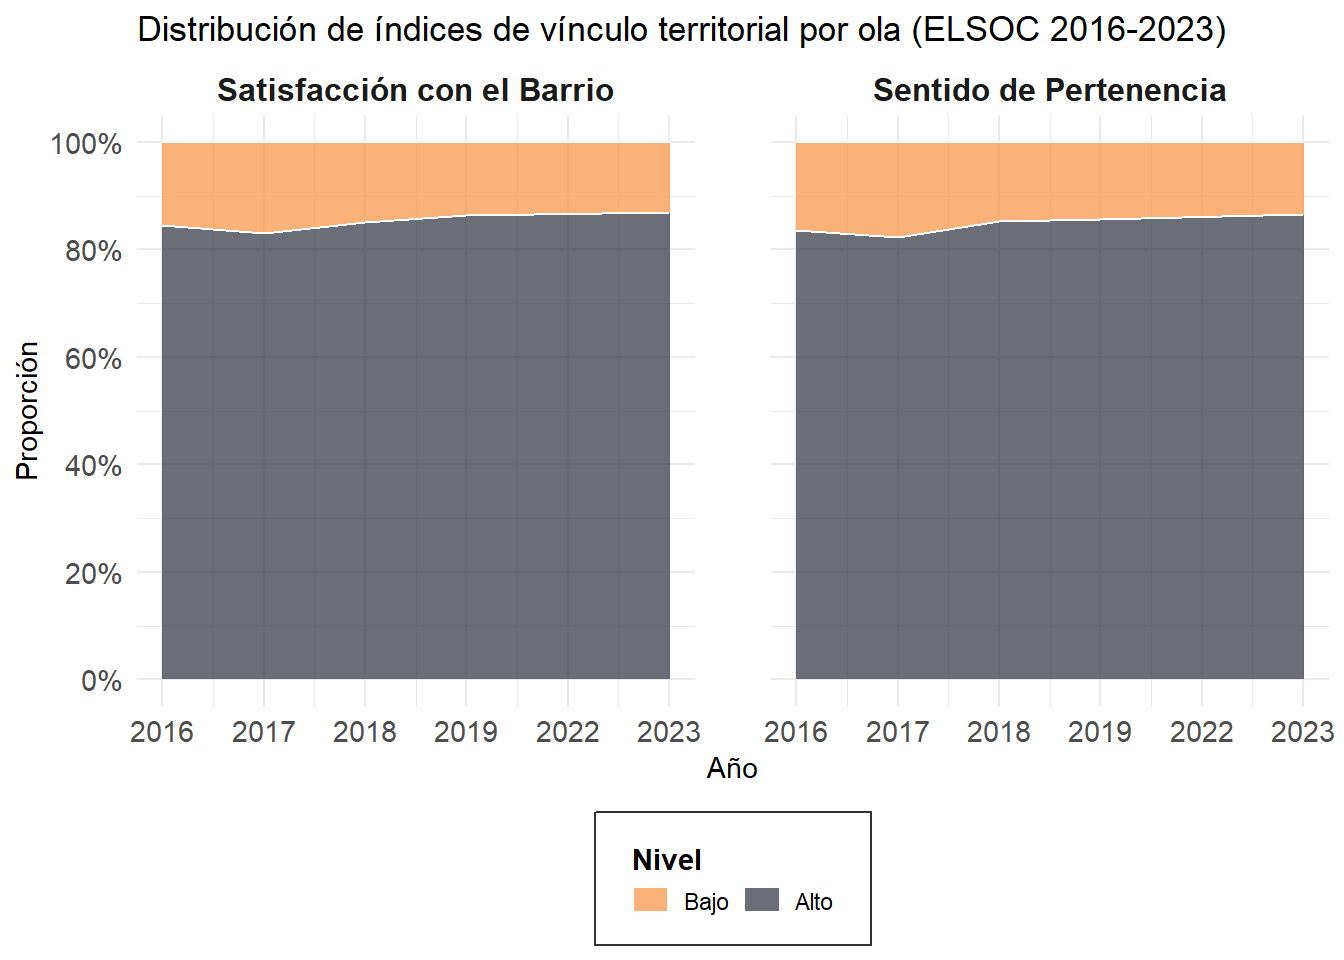 Distribución de índices de vínculo territorial por ola (ELSOC 2016-2023)
Satisfacción con el Barrio
Sentido de Pertenencia
100%
80%
60%
40%
20%
0%
Proporción
2016 2017 2018 2019 2022 2023
2016 2017 2018 2019 2022 2023
Año
Nivel
Bajo Alto